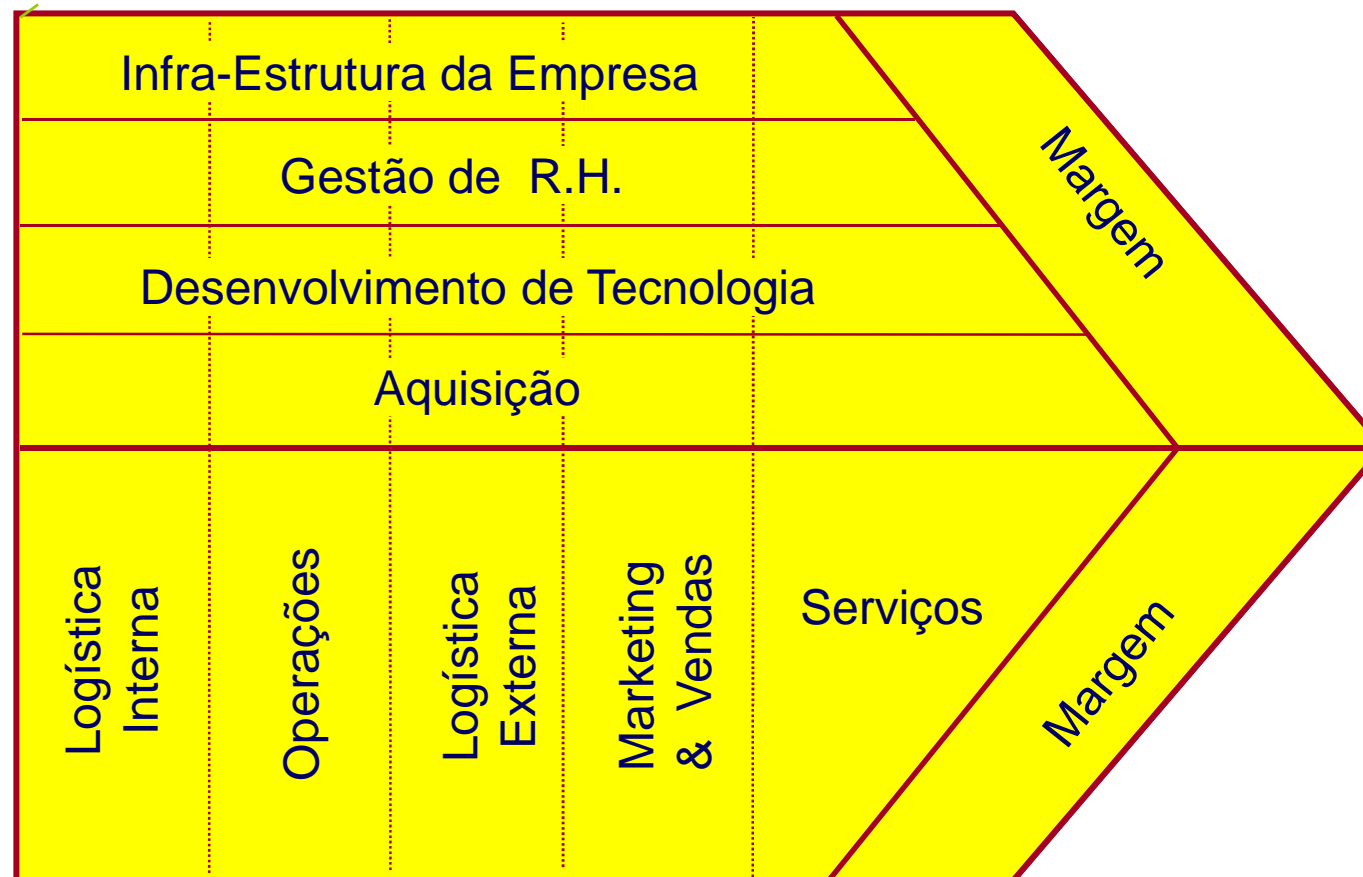 Infra-Estrutura da Empresa
Gestão de R.H.
Margem
Desenvolvimento de Tecnologia
Aquisição
Logística
Interna
Operações
Logística
Externa
Marketing
& Vendas
Serviços
Margem